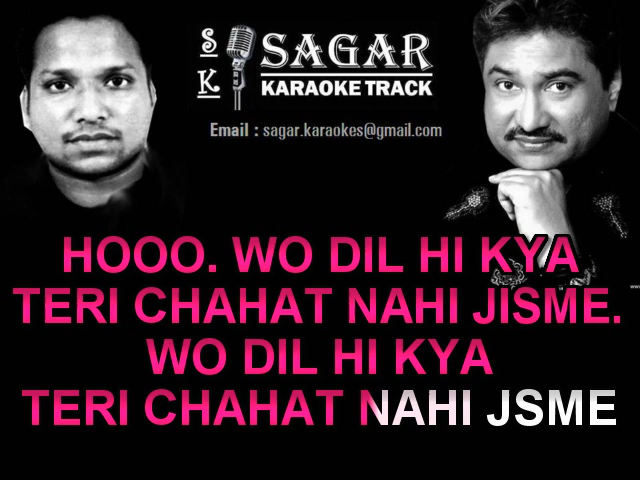 S K
SAGAR
KARAOKE TRACK
Email : sagar.karaokes@gmail.com
HOOO. WO DIL HI KYA
TERI CHAHAT NAHI JISME.
WO DIL HI KYA
TERI CHAHAT NAHI JSME